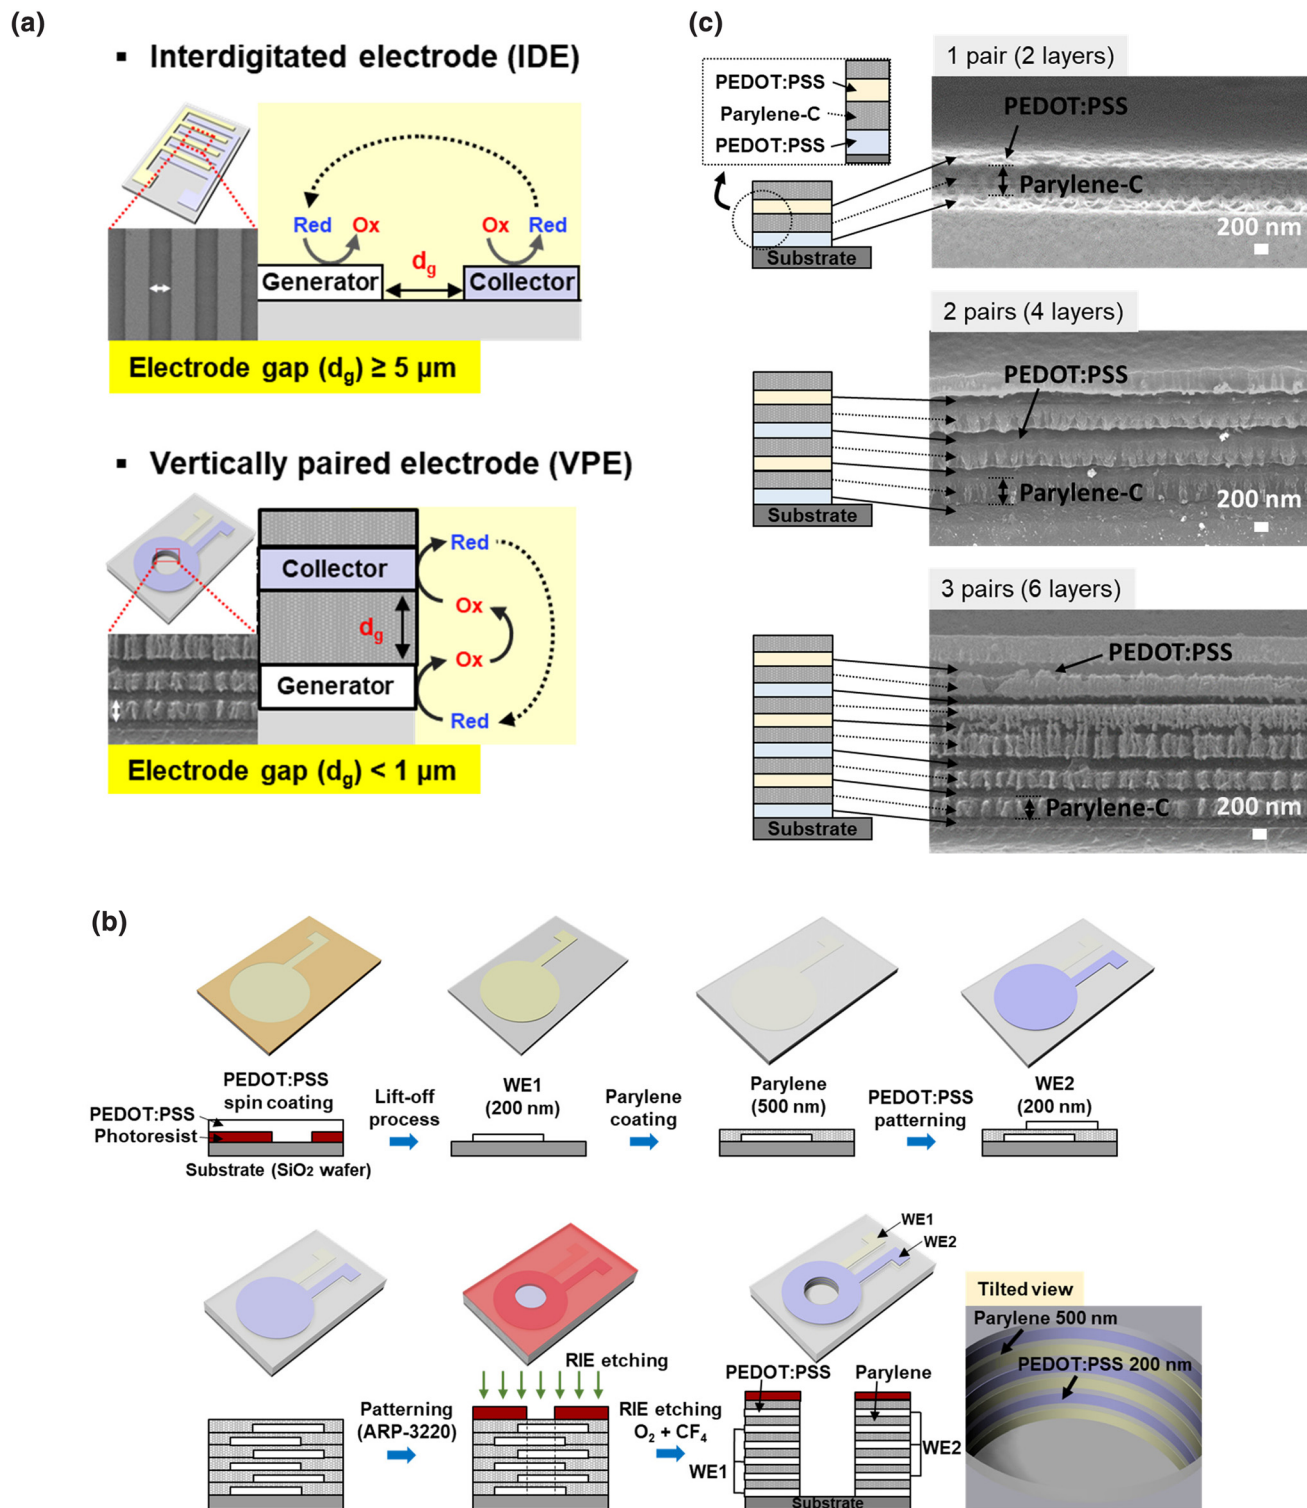 (a)
▪ Interdigitated electrode (IDE)
Red Ox Ox Red
Generator dg Collector
Electrode gap (dg) ≥ 5 μm
▪ Vertically paired electrode (VPE)
Collector
Red
Ox
dg
Ox
Generator
Red
Electrode gap (dg) < 1 μm
(c)
1 pair (2 layers)
PEDOT:PSS
Parylene-C
PEDOT:PSS
Substrate
PEDOT:PSS
Parylene-C
200 nm
2 pairs (4 layers)
Substrate
PEDOT:PSS
Parylene-C
200 nm
3 pairs (6 layers)
Substrate
PEDOT:PSS
Parylene-C
200 nm
(b)
PEDOT:PSS
spin coating
PEDOT:PSS
Photoresist
Substrate (SiO2 wafer)
Lift-off
process
WE1
(200 nm)
Parylene
coating
Parylene
(500 nm)
PEDOT:PSS
patterning
WE2
(200 nm)
Patterning
(ARP-3220)
RIE etching
RIE etching
O2 + CF4
WE1
WE2
PEDOT:PSS
Parylene
WE1
WE2
Substrate
Tilted view
Parylene 500 nm
PEDOT:PSS 200 nm